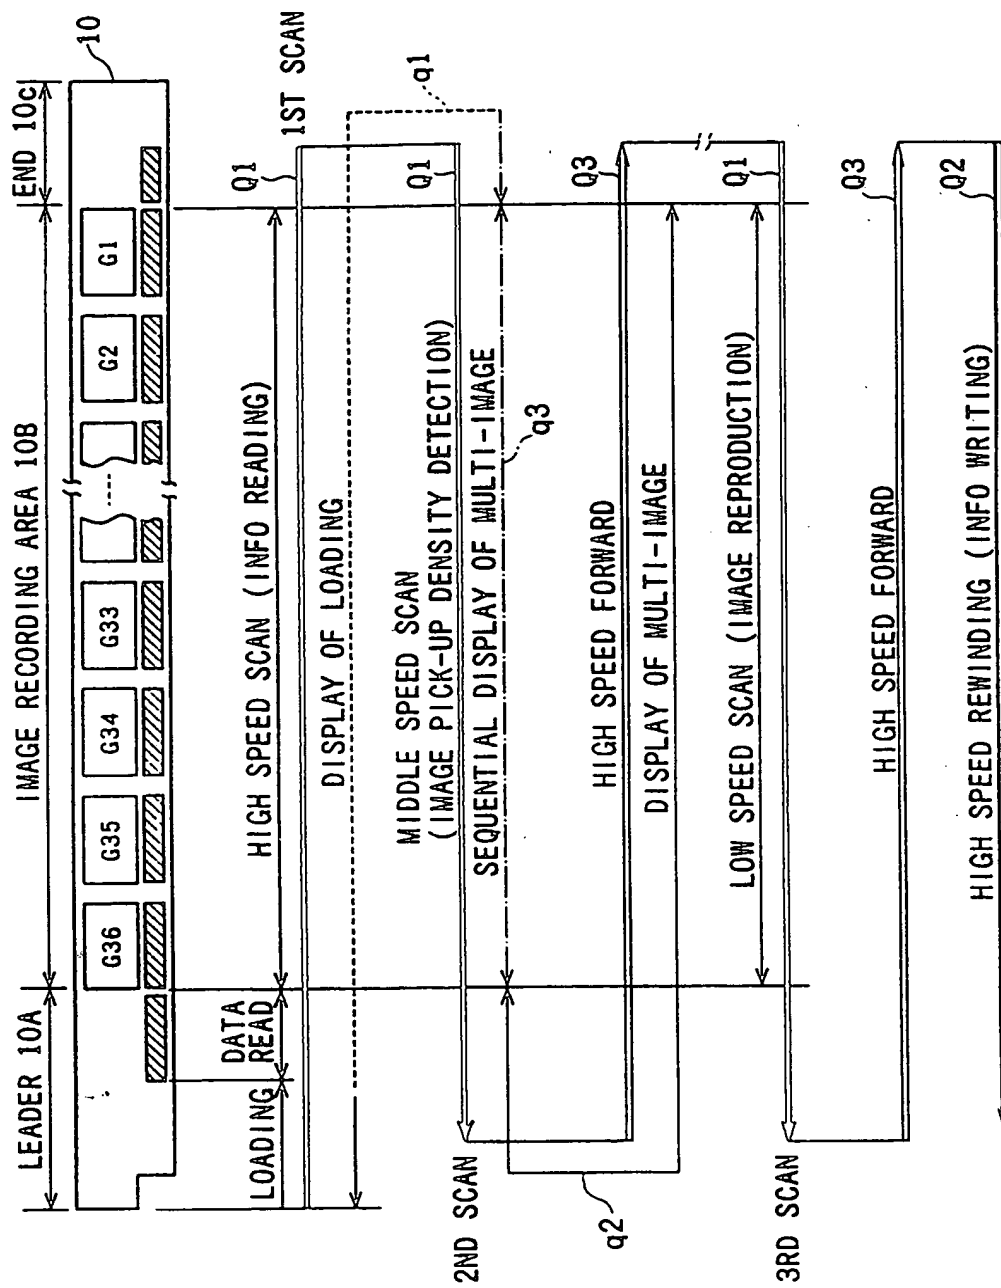 LEADER 10A
IMAGE RECORDING AREA 10B
END 10c
10
G36
G35
G34
G33
G2
G1
LOADING
DATA
READ
HIGH SPEED SCAN (INFO READING)
Q1
1ST SCAN
DISPLAY OF LOADING
q1
MIDDLE SPEED SCAN
(IMAGE PICK-UP DENSITY DETECTION)
Q1
2ND SCAN
SEQUENTIAL DISPLAY OF MULTI-IMAGE
q3
HIGH SPEED FORWARD
Q3
q2
DISPLAY OF MULTI-IMAGE
LOW SPEED SCAN (IMAGE REPRODUCTION)
Q1
3RD SCAN
HIGH SPEED FORWARD
Q3
HIGH SPEED REWINDING (INFO WRITING)
Q2